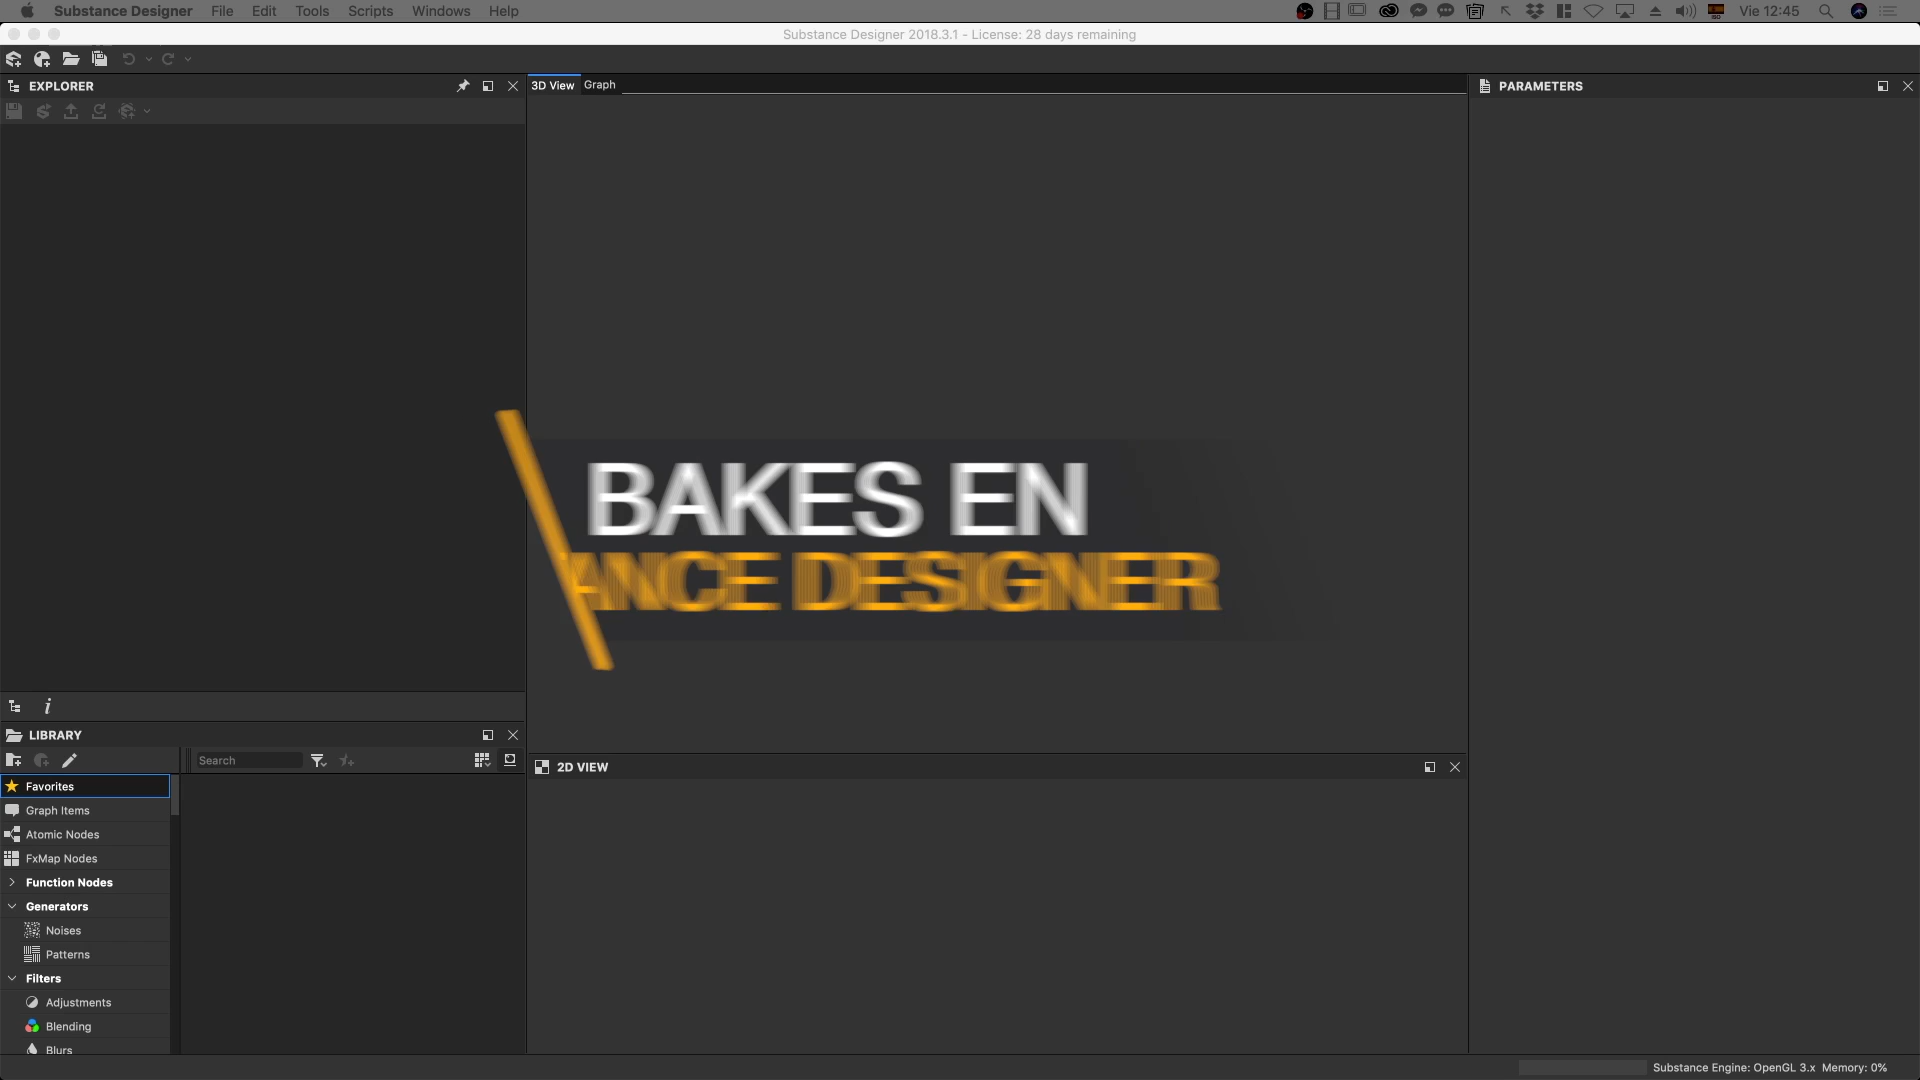 Substance Designer File Edit Tools Scripts Windows Help Vie 12:45
Substance Designer 2018.3.1 - License: 28 days remaining
EXPLORER
3D View Graph
PARAMETERS
BAKES EN
ANCE DESIGNER
i
LIBRARY
Search
2D VIEW
Favorites
Graph Items
Atomic Nodes
FxMap Nodes
Function Nodes
Generators
Noises
Patterns
Filters
Adjustments
Blending
Blurs
Substance Engine: OpenGL 3.x Memory: 0%